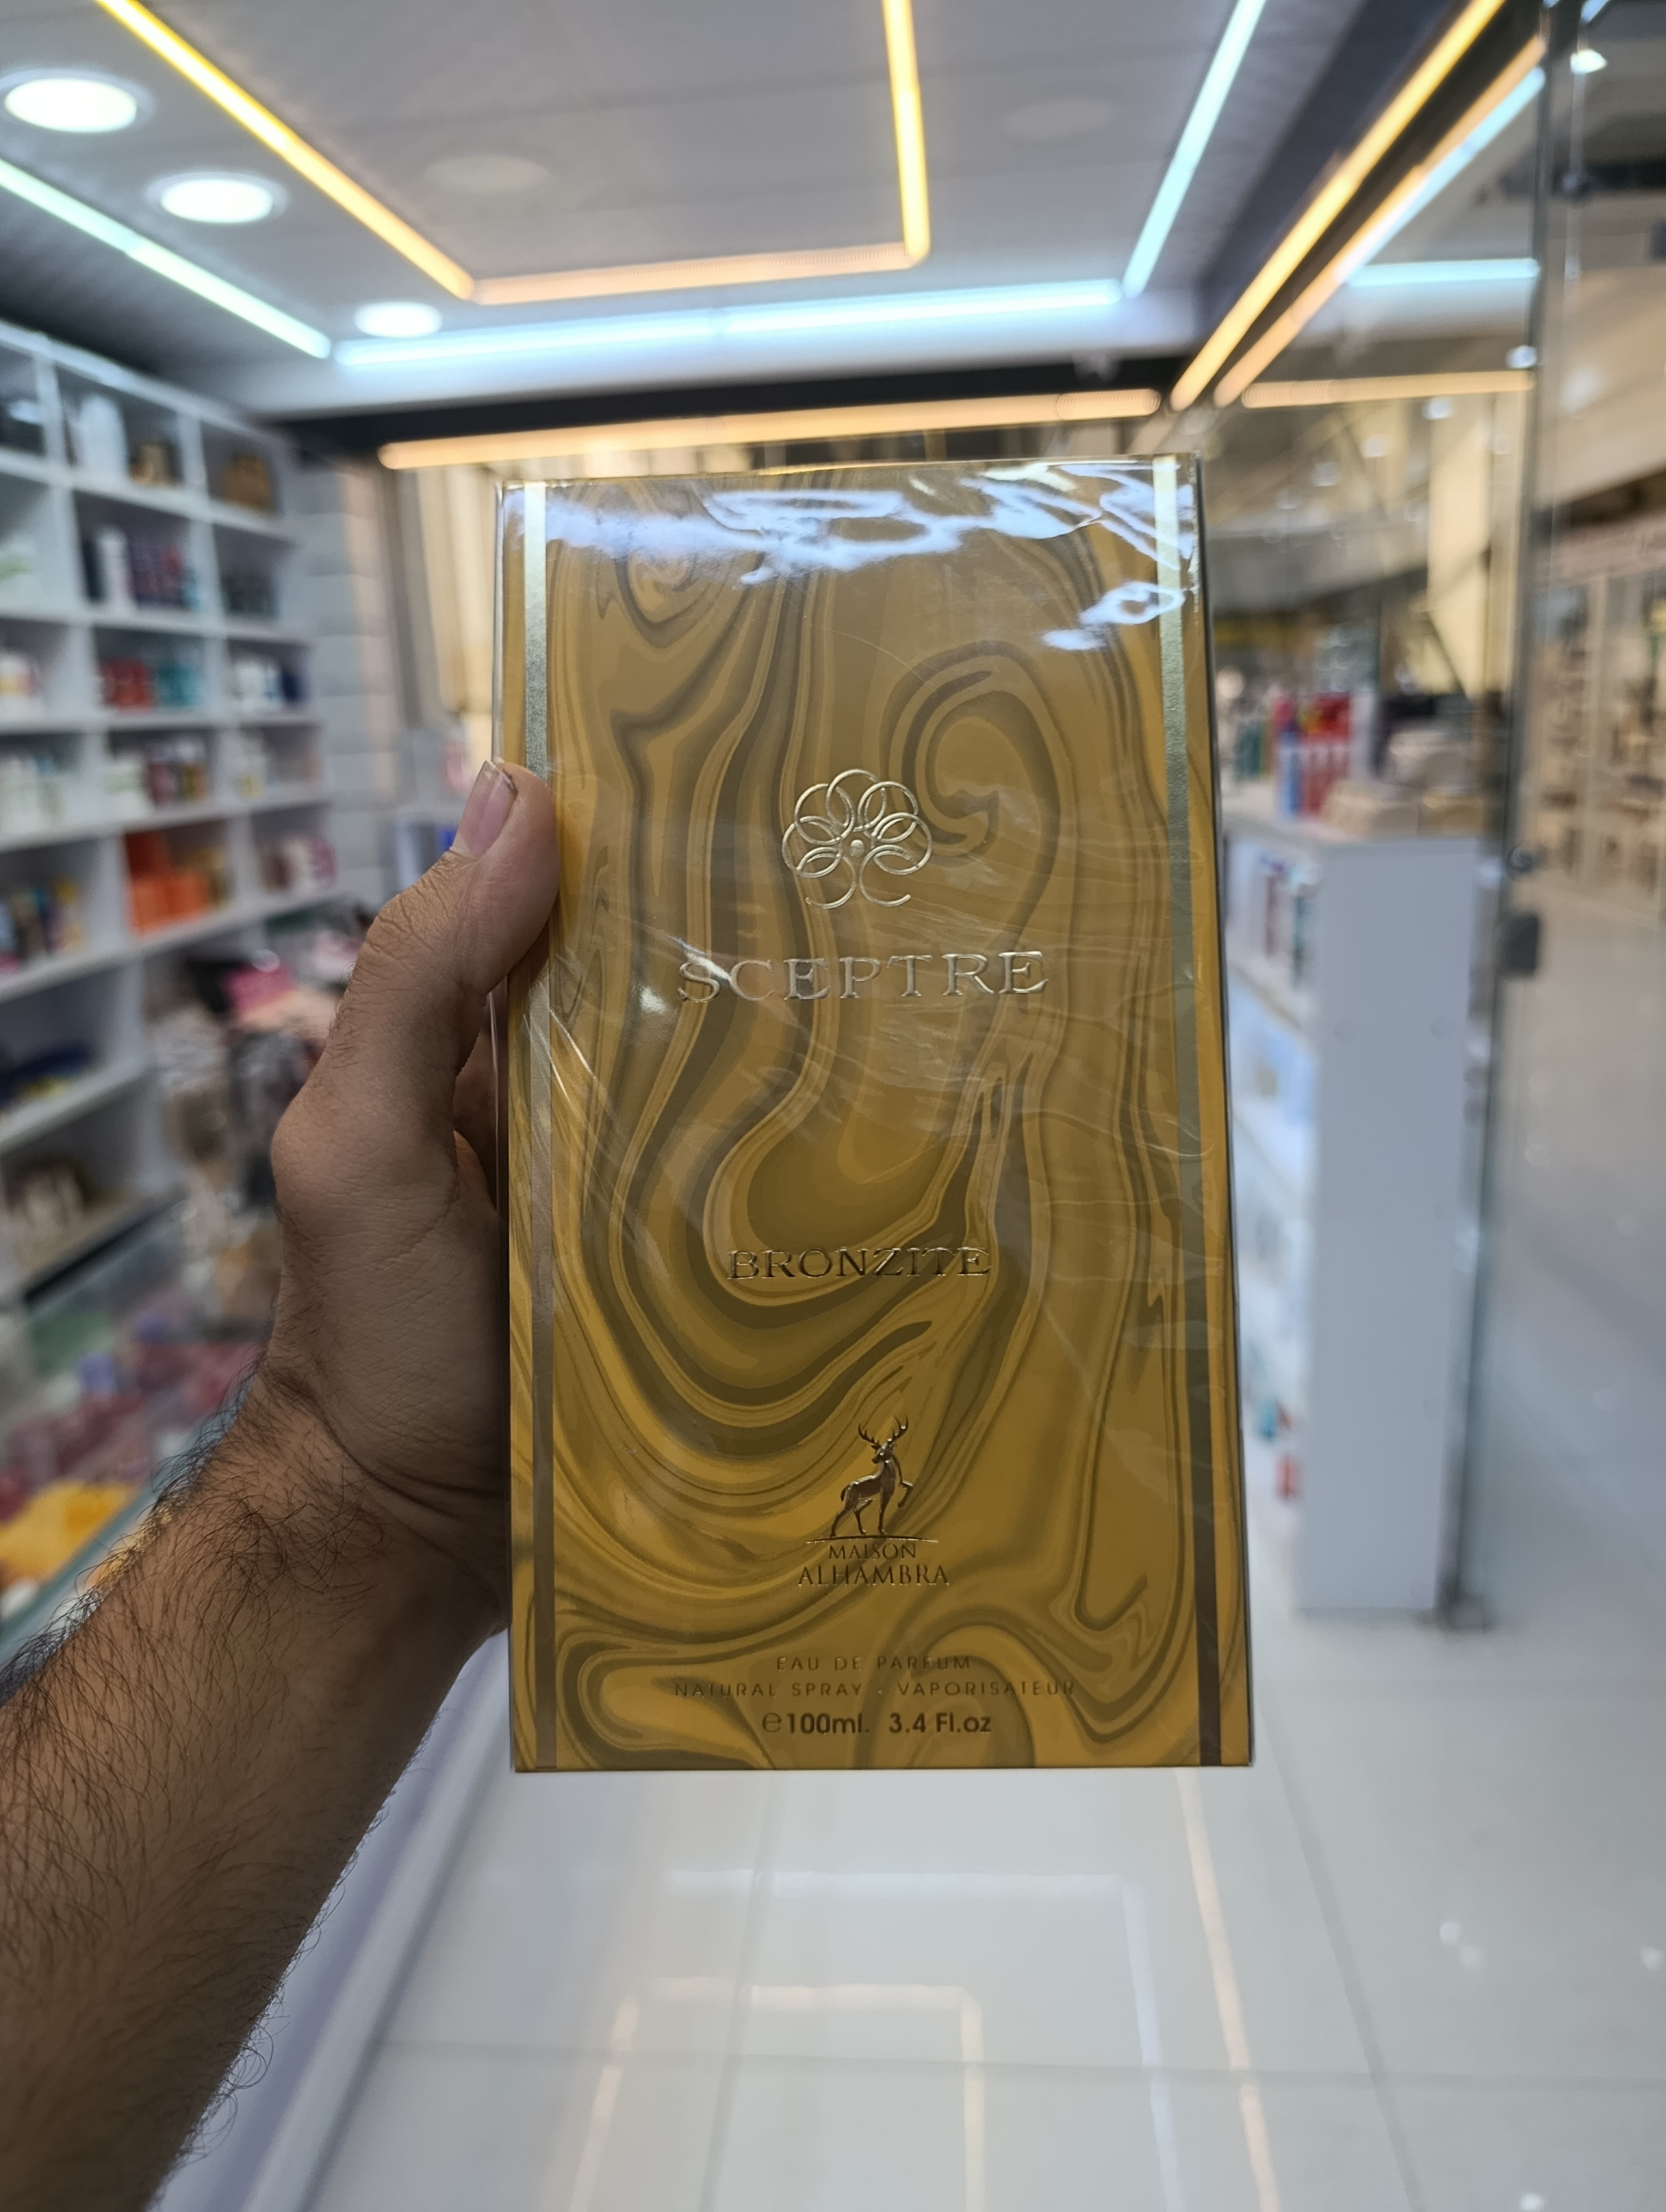 SCEPTRE
BRONZITE
MAISON
ALHAMBRA
EAU DE PARFUM
NATURAL SPRAY - VAPORISATEUR
℮100ml. 3.4 Fl.oz